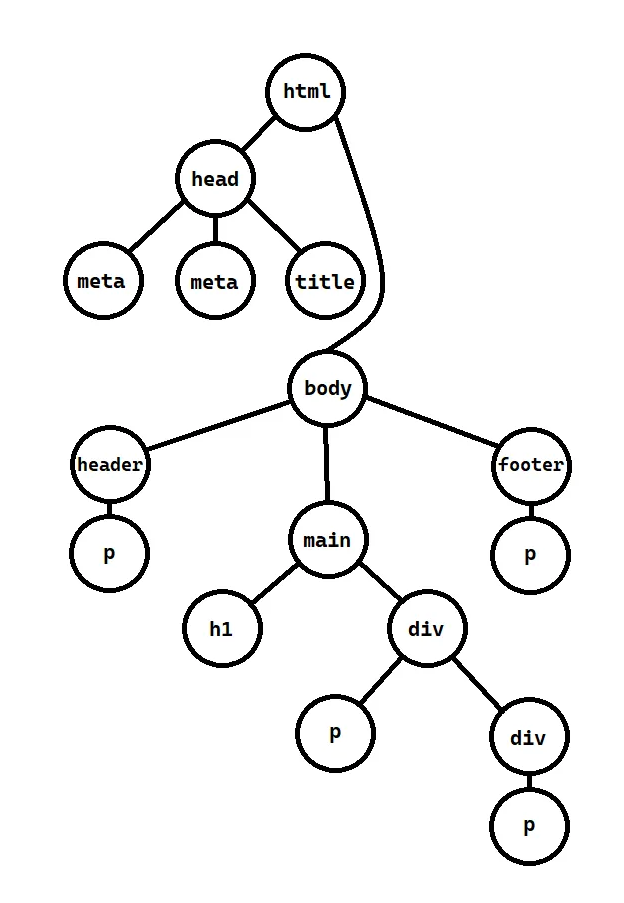 html
head
meta
meta
title
body
header
footer
p
main
p
h1
div
p
div
p